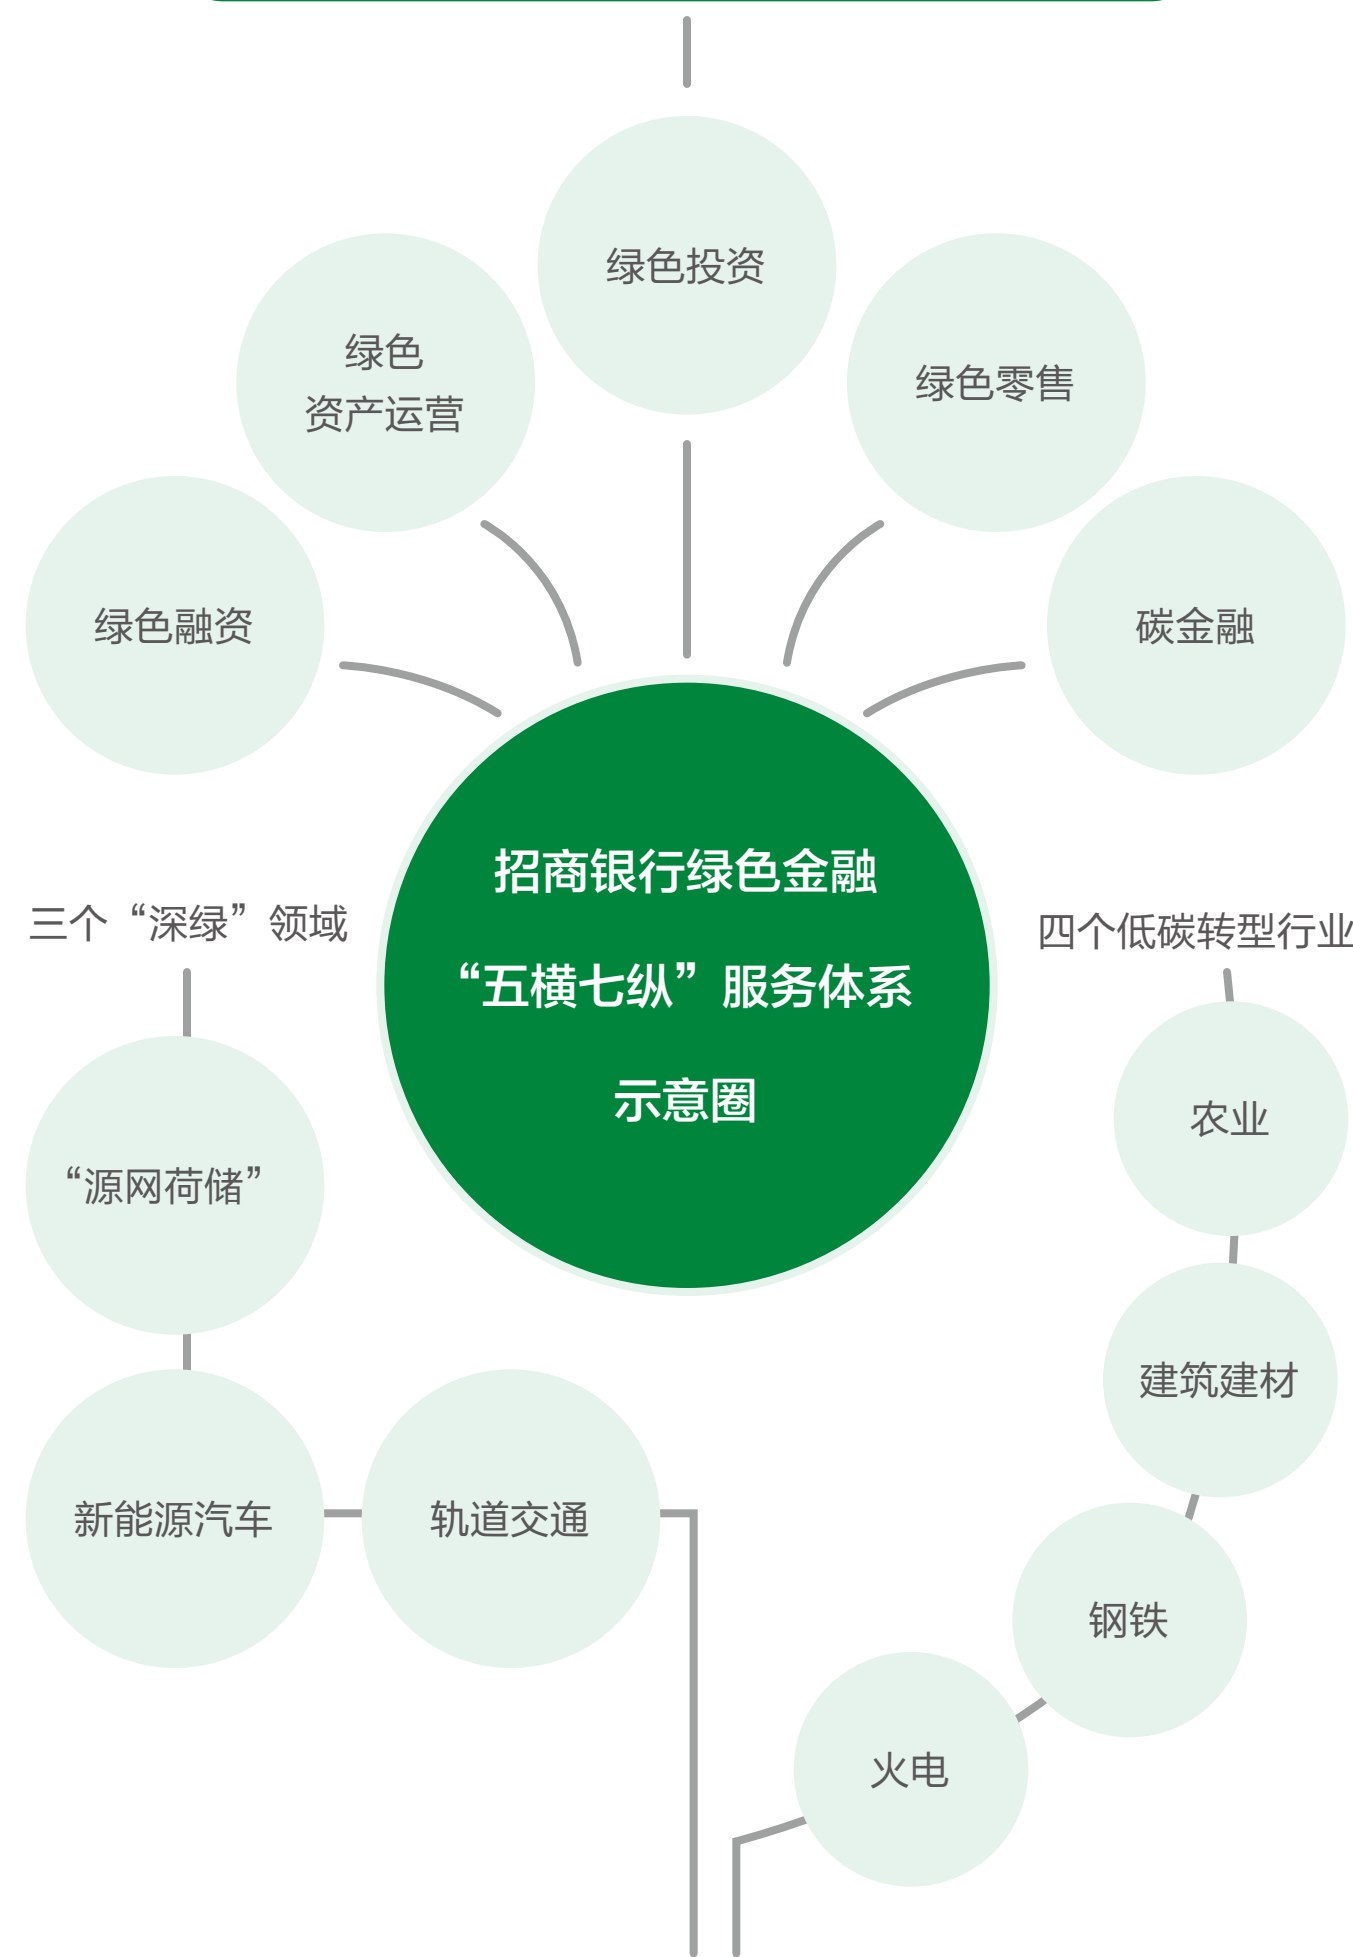 绿色投资
绿色
资产运营
绿色零售
绿色融资
碳金融
招商银行绿色金融
“五横七纵”服务体系
示意圈
三个“深绿”领域
四个低碳转型行业
“源网荷储”
农业
建筑建材
新能源汽车
轨道交通
钢铁
火电